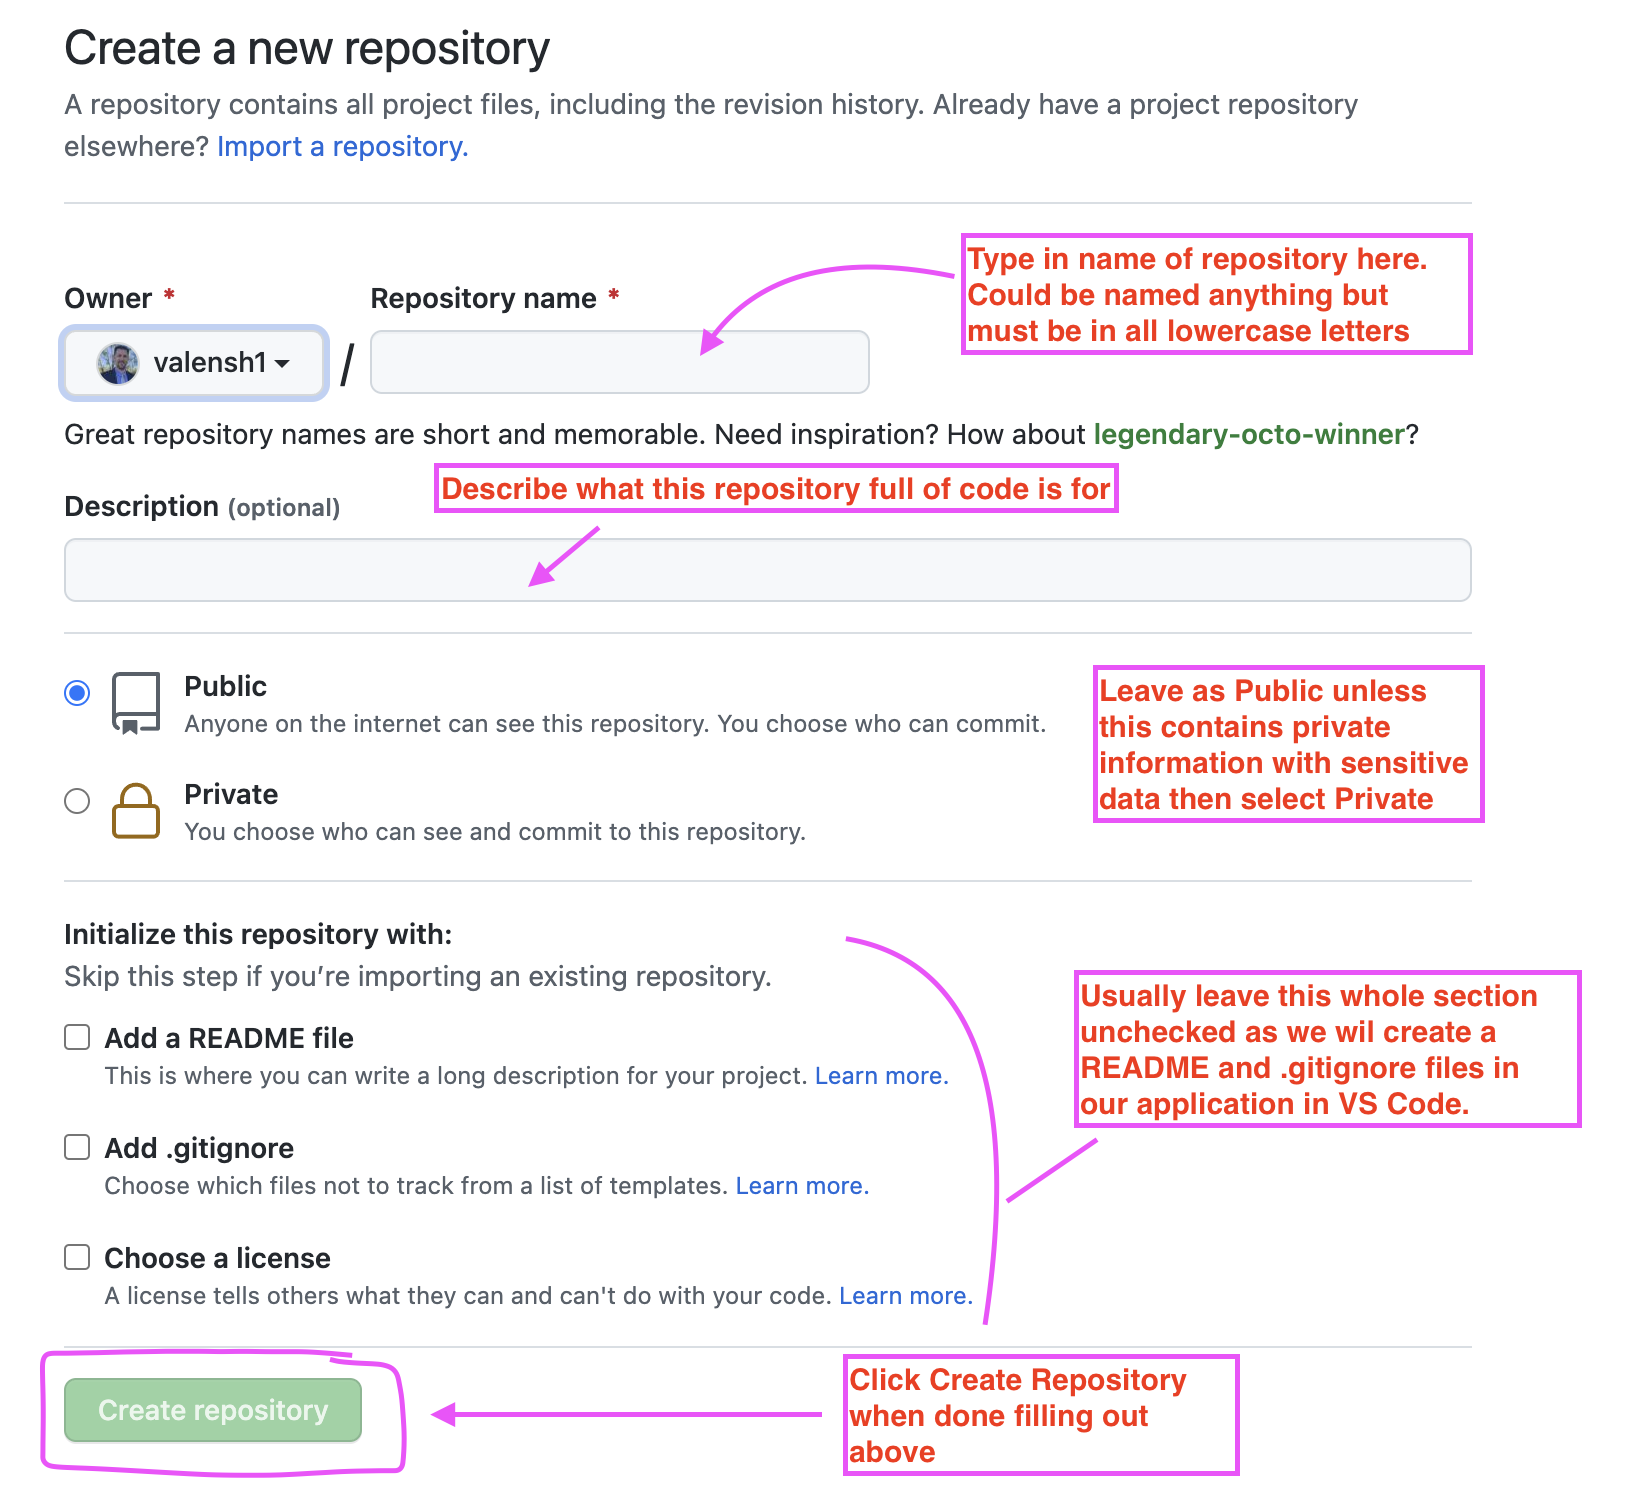 Create a new repository
A repository contains all project files, including the revision history. Already have a project repository
elsewhere? Import a repository.
Type in name of repository here.
Could be named anything but
must be in all lowercase letters
Owner *
Repository name *
valensh1
/
Great repository names are short and memorable. Need inspiration? How about legendary-octo-winner?
Describe what this repository full of code is for
Description (optional)
Public
Anyone on the internet can see this repository. You choose who can commit.
Private
You choose who can see and commit to this repository.
Leave as Public unless
this contains private
information with sensitive
data then select Private
Initialize this repository with:
Skip this step if you’re importing an existing repository.
Add a README file
This is where you can write a long description for your project. Learn more.
Add .gitignore
Choose which files not to track from a list of templates. Learn more.
Choose a license
A license tells others what they can and can't do with your code. Learn more.
Usually leave this whole section
unchecked as we wil create a
README and .gitignore files in
our application in VS Code.
Create repository
Click Create Repository
when done filling out
above